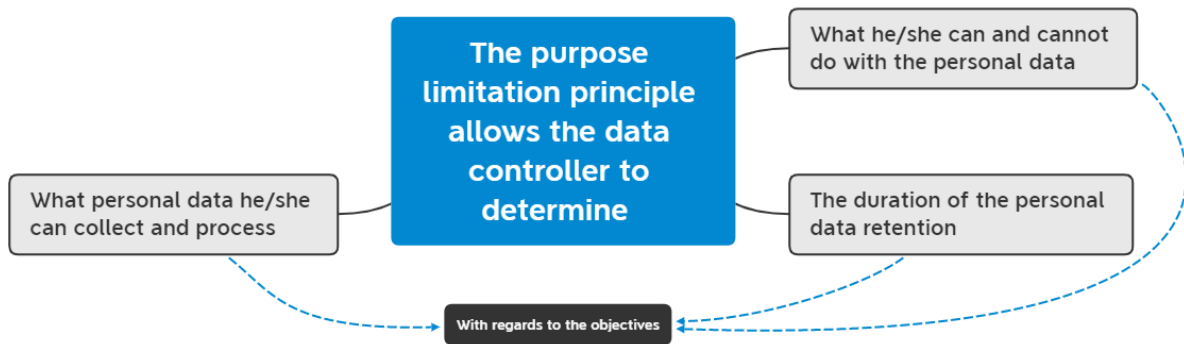 The purpose
limitation principle
allows the data
controller to
determine
What he/she can and cannot
do with the personal data
What personal data he/she
can collect and process
The duration of the personal
data retention
With regards to the objectives